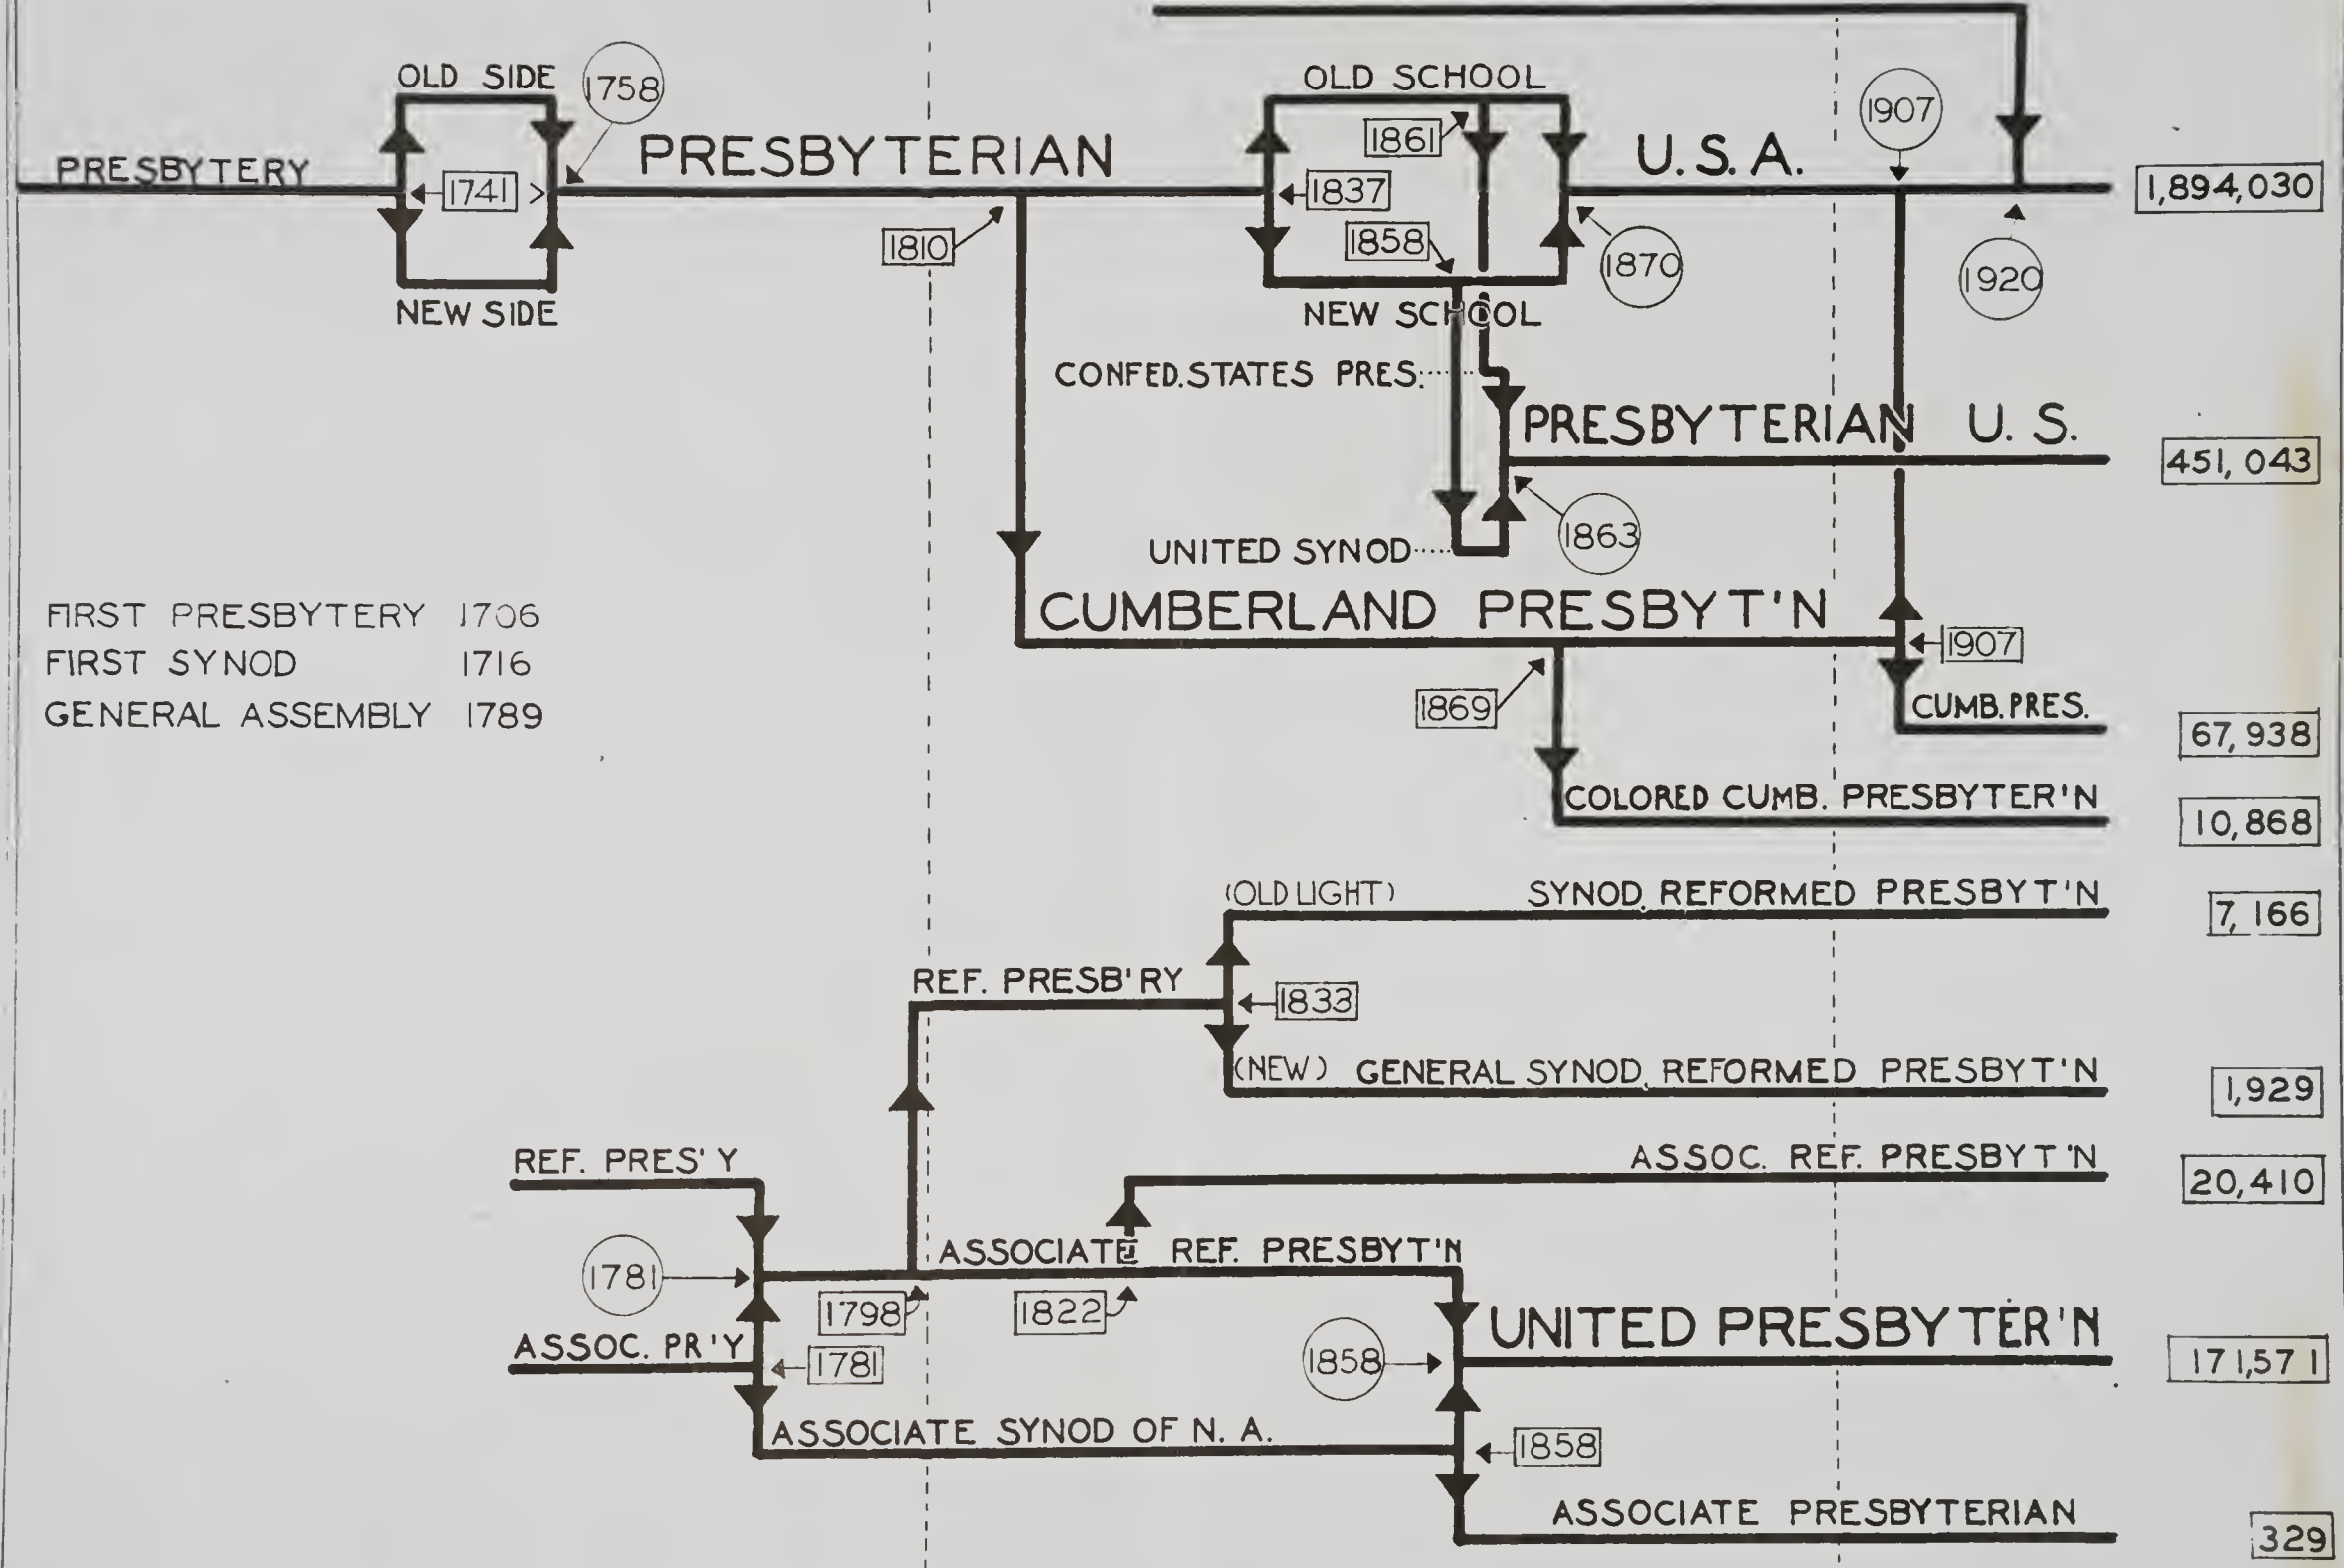 OLD SIDE
1758
OLD SCHOOL
1907
1861
PRESBYTERY
PRESBYTERIAN
U.S.A.
1741
1837
1,894,030
1810
1858
1870
1920
NEW SIDE
NEW SCHOOL
CONFED. STATES PRES.
PRESBYTERIAN U. S.
451,043
1863
UNITED SYNOD
CUMBERLAND PRESBYT'N
FIRST PRESBYTERY 1706
FIRST SYNOD 1716
GENERAL ASSEMBLY 1789
1907
1869
CUMB. PRES.
67,938
COLORED CUMB. PRESBYTER'N
10,868
(OLD LIGHT) SYNOD, REFORMED PRESBYT'N
7,166
REF. PRESB'RY
1833
(NEW) GENERAL SYNOD, REFORMED PRESBYT'N
1,929
REF. PRES'Y
ASSOC. REF. PRESBYT'N
20,410
ASSOCIATE REF. PRESBYT'N
1781
1798
1822
UNITED PRESBYTER'N
ASSOC. PR'Y
1781
1858
171,571
ASSOCIATE SYNOD OF N. A.
1858
ASSOCIATE PRESBYTERIAN
329